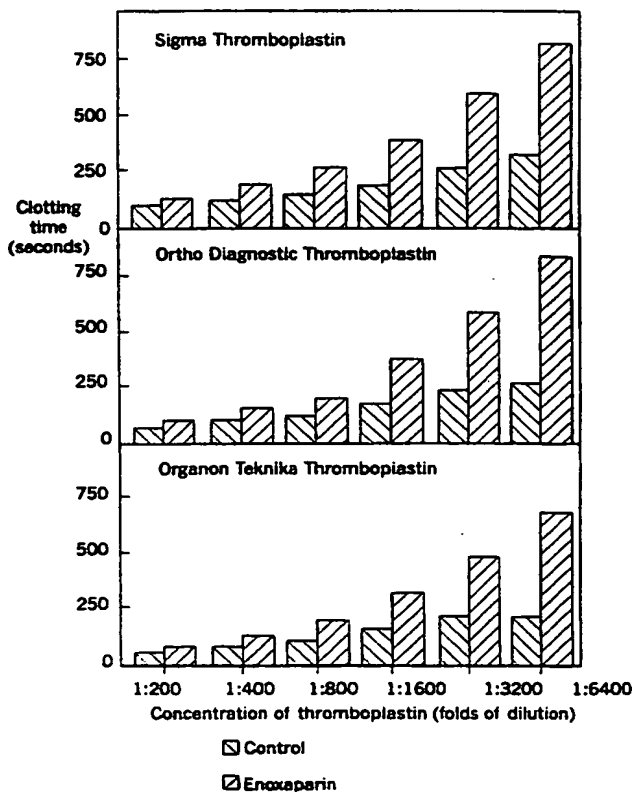 Sigma Thromboplastin
750
500
250
0
Clotting
time
(seconds)
Ortho Diagnostic Thromboplastin
750
500
250
0
Organon Teknika Thromboplastin
750
500
250
0
1:200 1:400 1:800 1:1600 1:3200 1:6400
Concentration of thromboplastin (folds of dilution)
Control
Enoxaparin